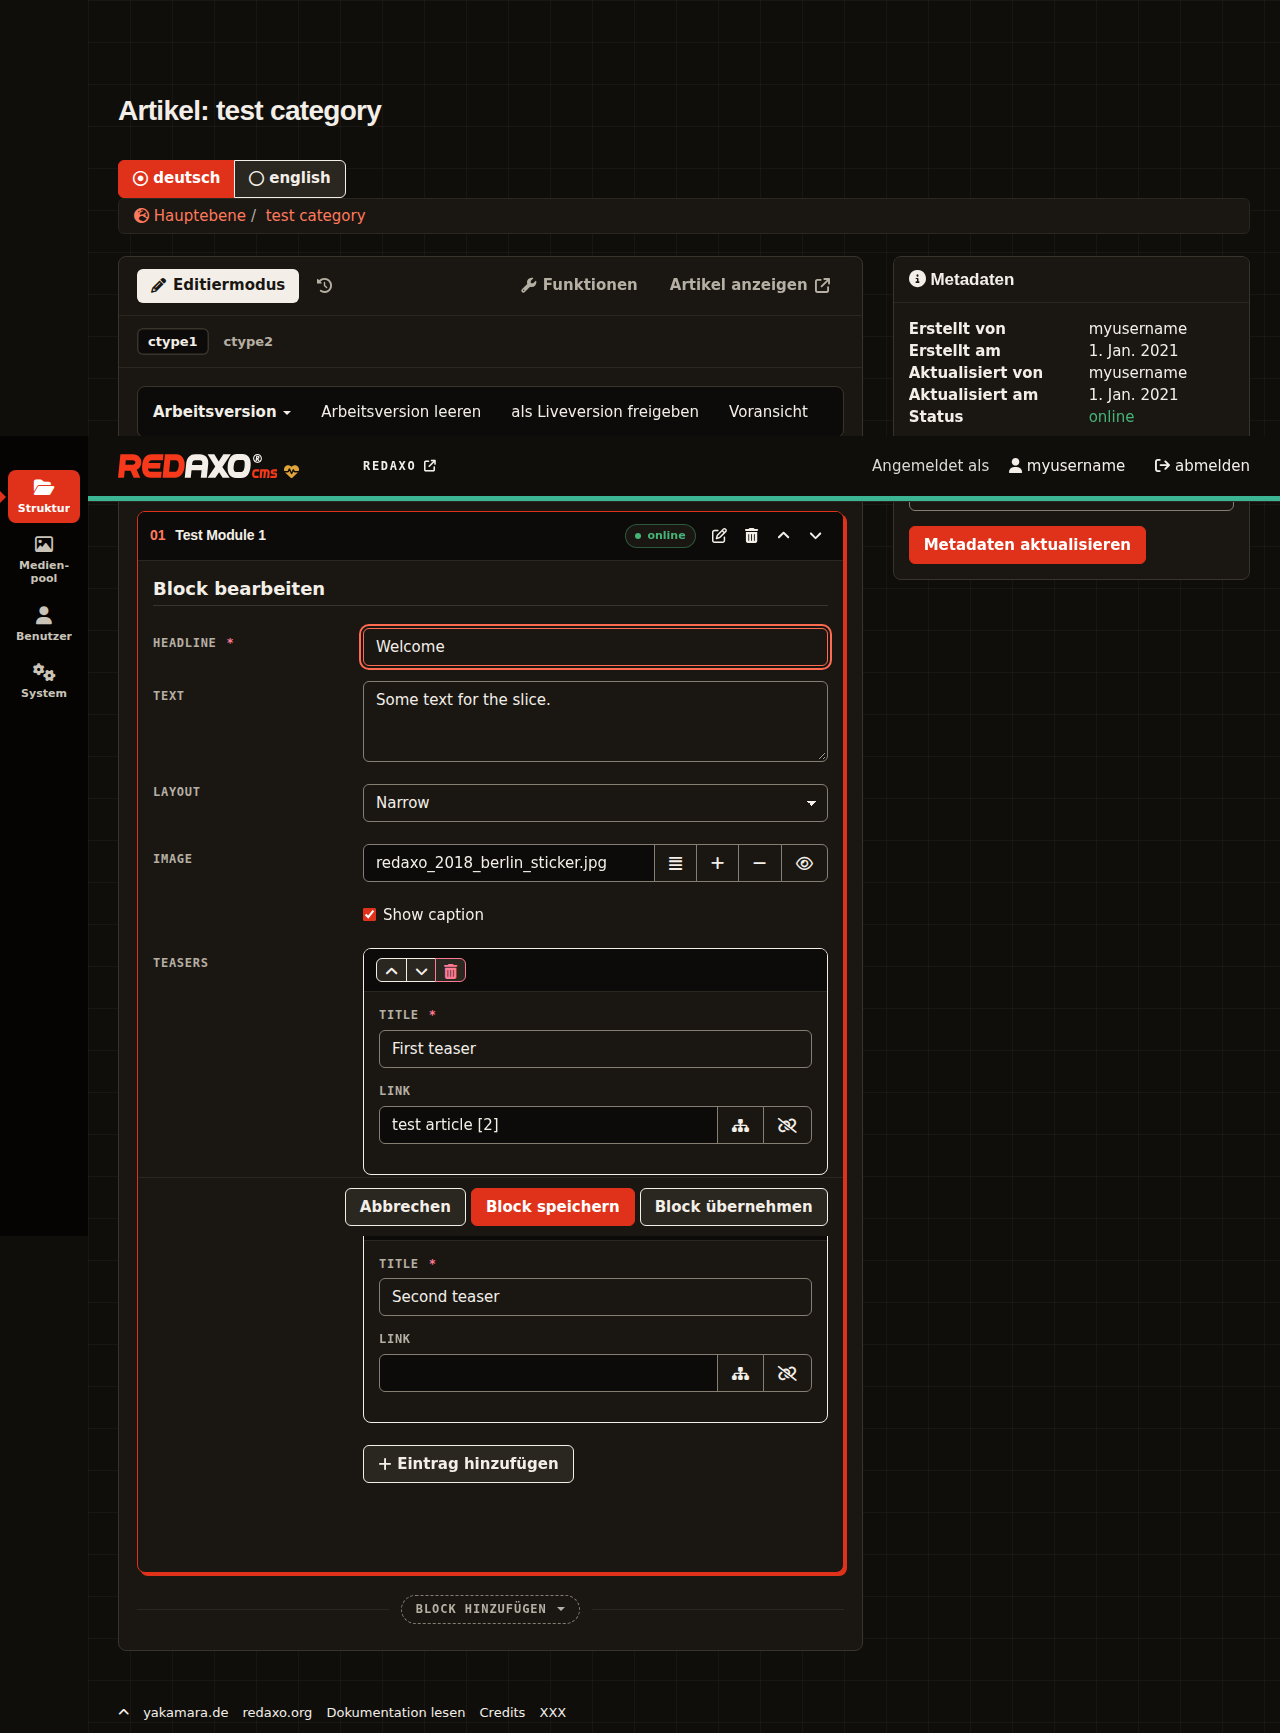 Artikel: test category
deutsch english
Hauptebene / test category
Editiermodus Funktionen Artikel anzeigen
Metadaten
ctype1 ctype2
Erstellt von myusername
Erstellt am 1. Jan. 2021
Aktualisiert von myusername
Aktualisiert am 1. Jan. 2021
Status online
Arbeitsversion Arbeitsversion leeren als Liveversion freigeben Voransicht
REDAXO® cms REDAXO Angemeldet als myusername abmelden
Struktur
Medien-
pool
Benutzer
System
01 Test Module 1 online
Metadaten aktualisieren
Block bearbeiten
HEADLINE * Welcome
TEXT Some text for the slice.
LAYOUT Narrow
IMAGE redaxo_2018_berlin_sticker.jpg
Show caption
TEASERS
TITLE *
First teaser
LINK
test article [2]
Abbrechen Block speichern Block übernehmen
TITLE *
Second teaser
LINK
Eintrag hinzufügen
BLOCK HINZUFÜGEN
yakamara.de redaxo.org Dokumentation lesen Credits XXX